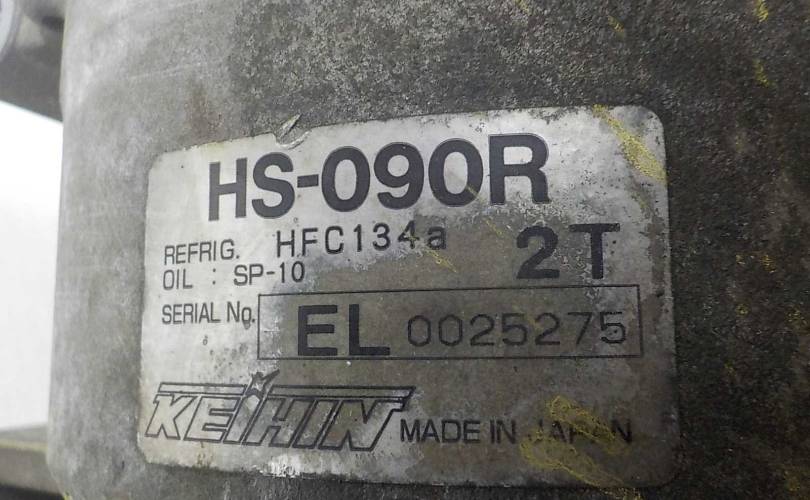 HS-090R
REFRIG. HFC134a 2T
OIL : SP-10
SERIAL No. EL 0025275
KEIHIN MADE IN JAPAN